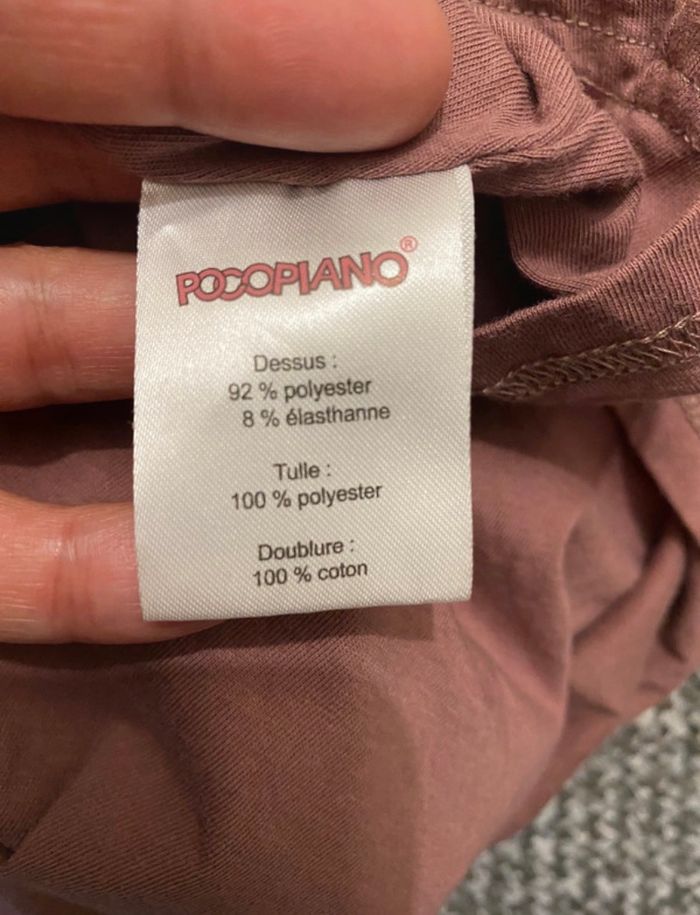 POCOPIANO®
Dessus :
92 % polyester
8 % élasthanne
Tulle :
100 % polyester
Doublure :
100 % coton